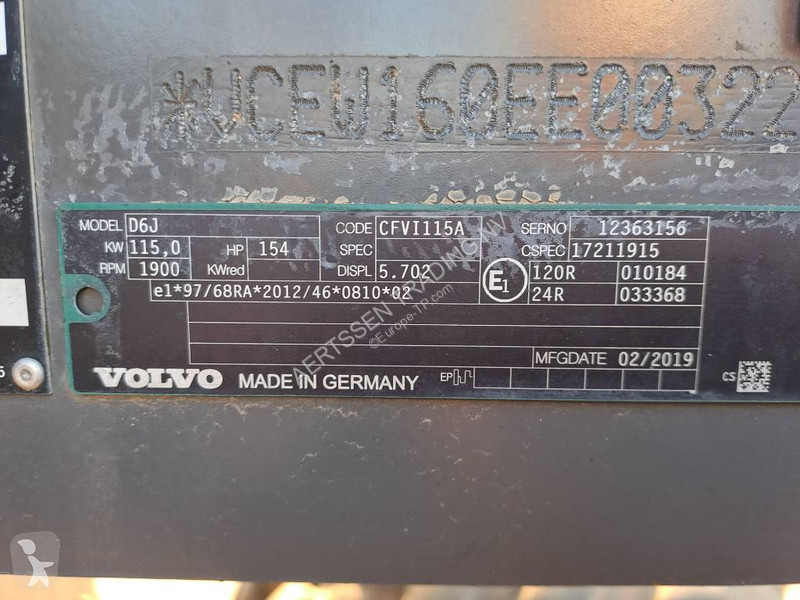 *VCEW160EE00322
MODEL D6J CODE CFVI115A SERNO 12363156
KW 115,0 HP 154 SPEC CSPEC 17211915
RPM 1900 KWred DISPL 5.702 E1 120R 010184
e1*97/68RA*2012/46*0810*02 24R 033368
MFGDATE 02/2019
VOLVO MADE IN GERMANY EP CS
AERTSSEN TRADING NV
©Europe-TP.com